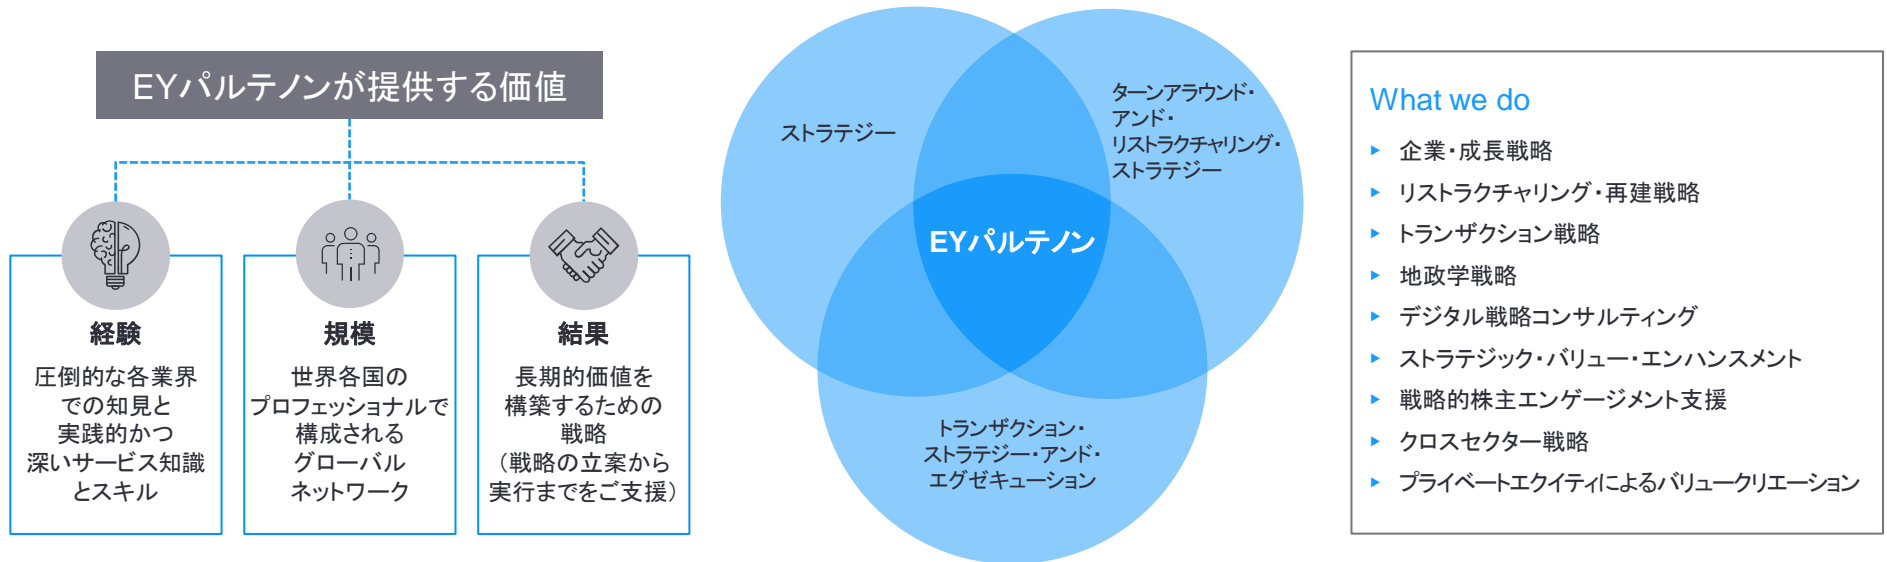 EYパルテノンが提供する価値
経験
圧倒的な各業界
での知見と
実践的かつ
深いサービス知識
とスキル
規模
世界各国の
プロフェッショナルで
構成される
グローバル
ネットワーク
結果
長期的価値を
構築するための
戦略
（戦略の立案から
実行までをご支援）
ストラテジー
ターンアラウンド・
アンド・
リストラクチャリング・
ストラテジー
EYパルテノン
トランザクション・
ストラテジー・アンド・
エグゼキューション
What we do
企業・成長戦略
リストラクチャリング・再建戦略
トランザクション戦略
地政学戦略
デジタル戦略コンサルティング
ストラテジック・バリュー・エンハンスメント
戦略的株主エンゲージメント支援
クロスセクター戦略
プライベートエクイティによるバリュークリエーション